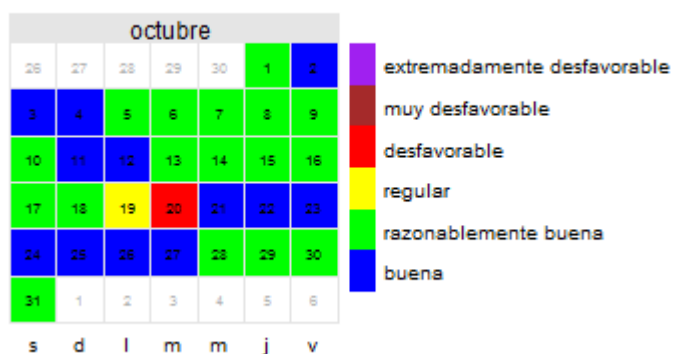 octubre
26 27 28 29 30 1 2
3 4 5 6 7 8 9
10 11 12 13 14 15 16
17 18 19 20 21 22 23
24 25 26 27 28 29 30
31 1 2 3 4 5 6
s d l m m j v
extremadamente desfavorable
muy desfavorable
desfavorable
regular
razonablemente buena
buena